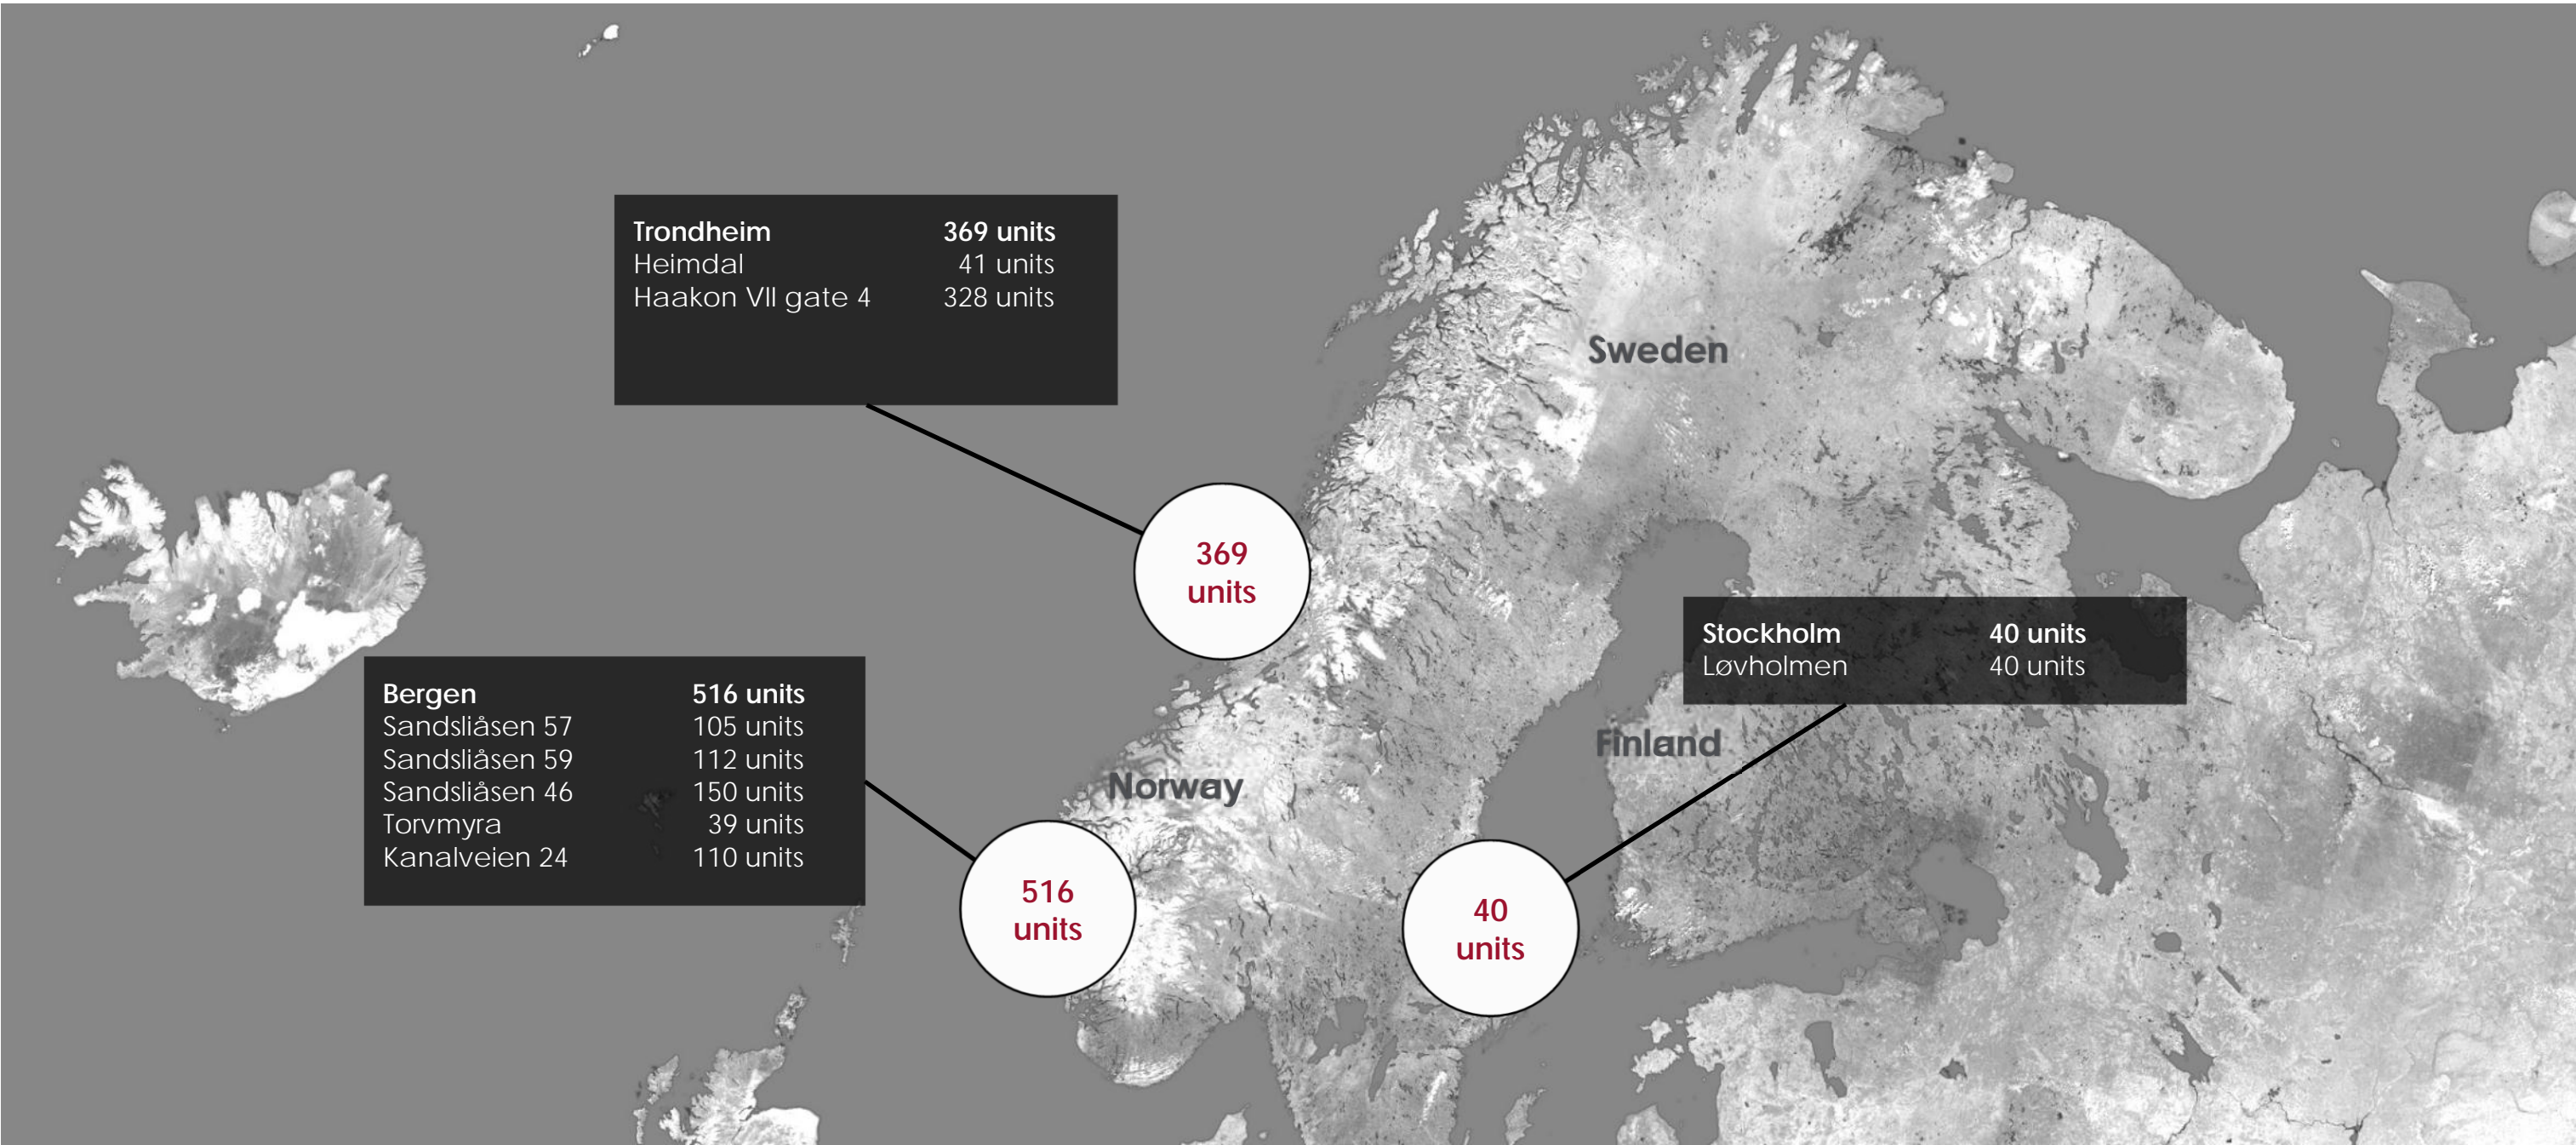 Trondheim 369 units
Heimdal 41 units
Haakon VII gate 4 328 units
Sweden
369
units
Stockholm 40 units
Løvholmen 40 units
Bergen 516 units
Sandsliåsen 57 105 units
Sandsliåsen 59 112 units
Sandsliåsen 46 150 units
Torvmyra 39 units
Kanalveien 24 110 units
Finland
Norway
516
units
40
units